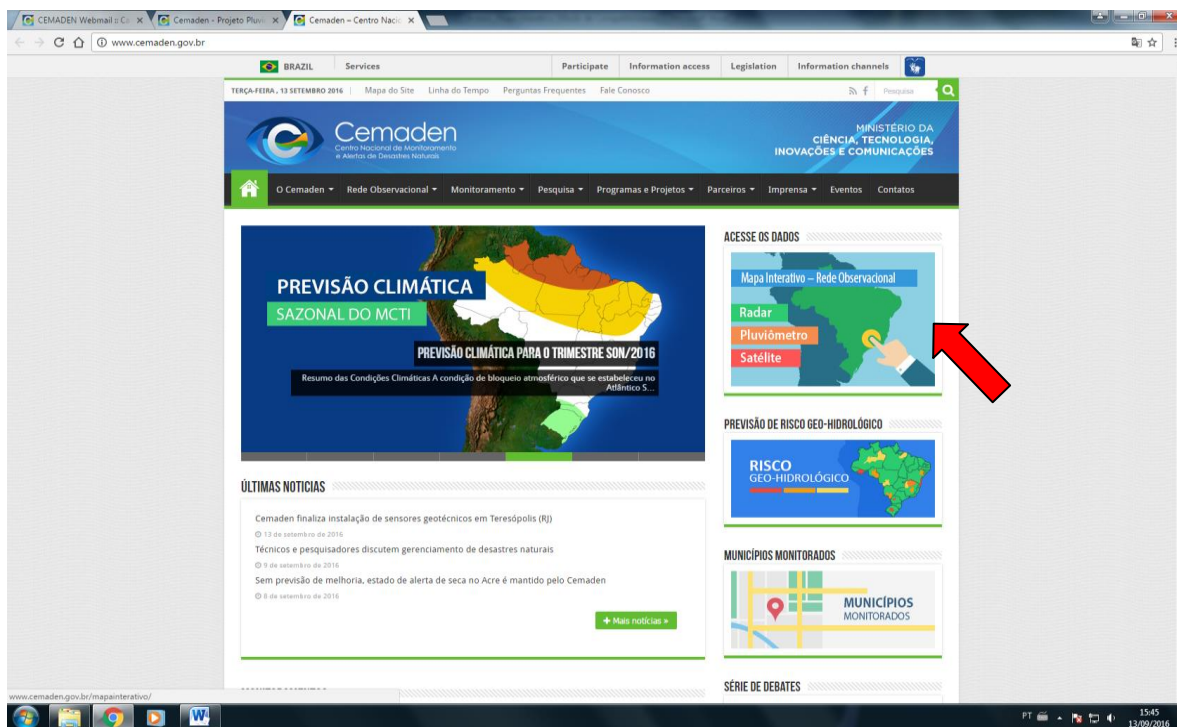 CEMADEN Webmail :: Ca
Cemaden - Projeto Pluvi
Cemaden – Centro Nacio
www.cemaden.gov.br
BRAZIL Services Participate Information access Legislation Information channels
TERÇA-FEIRA, 13 SETEMBRO 2016 Mapa do Site Linha do Tempo Perguntas Frequentes Fale Conosco Pesquisar
Cemaden
Centro Nacional de Monitoramento
e Alertas de Desastres Naturais
MINISTÉRIO DA
CIÊNCIA, TECNOLOGIA,
INOVAÇÕES E COMUNICAÇÕES
O Cemaden Rede Observacional Monitoramento Pesquisa Programas e Projetos Parceiros Imprensa Eventos Contatos
PREVISÃO CLIMÁTICA
SAZONAL DO MCTI
PREVISÃO CLIMÁTICA PARA O TRIMESTRE SON/2016
Resumo das Condições Climáticas A condição de bloqueio atmosférico que se estabeleceu no
Atlântico S...
ÚLTIMAS NOTICIAS
Cemaden finaliza instalação de sensores geotécnicos em Teresópolis (RJ)
13 de setembro de 2016
Técnicos e pesquisadores discutem gerenciamento de desastres naturais
9 de setembro de 2016
Sem previsão de melhoria, estado de alerta de seca no Acre é mantido pelo Cemaden
8 de setembro de 2016
+ Mais notícias »
ACESSE OS DADOS
Mapa Interativo – Rede Observacional
Radar
Pluviômetro
Satélite
PREVISÃO DE RISCO GEO-HIDROLÓGICO
RISCO
GEO-HIDROLÓGICO
MUNICÍPIOS MONITORADOS
MUNICÍPIOS
MONITORADOS
SÉRIE DE DEBATES
www.cemaden.gov.br/mapainterativo/
PT
15:45
13/09/2016